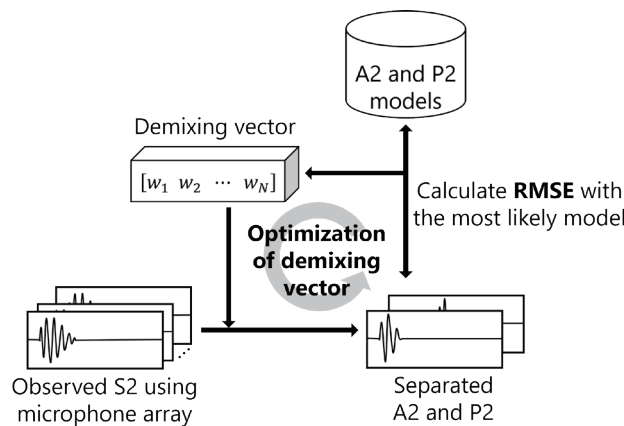 A2 and P2
models
Demixing vector
[w₁ w₂ ⋯ w_N]
Calculate RMSE with
the most likely model
Optimization
of demixing
vector
Observed S2 using
microphone array
Separated
A2 and P2